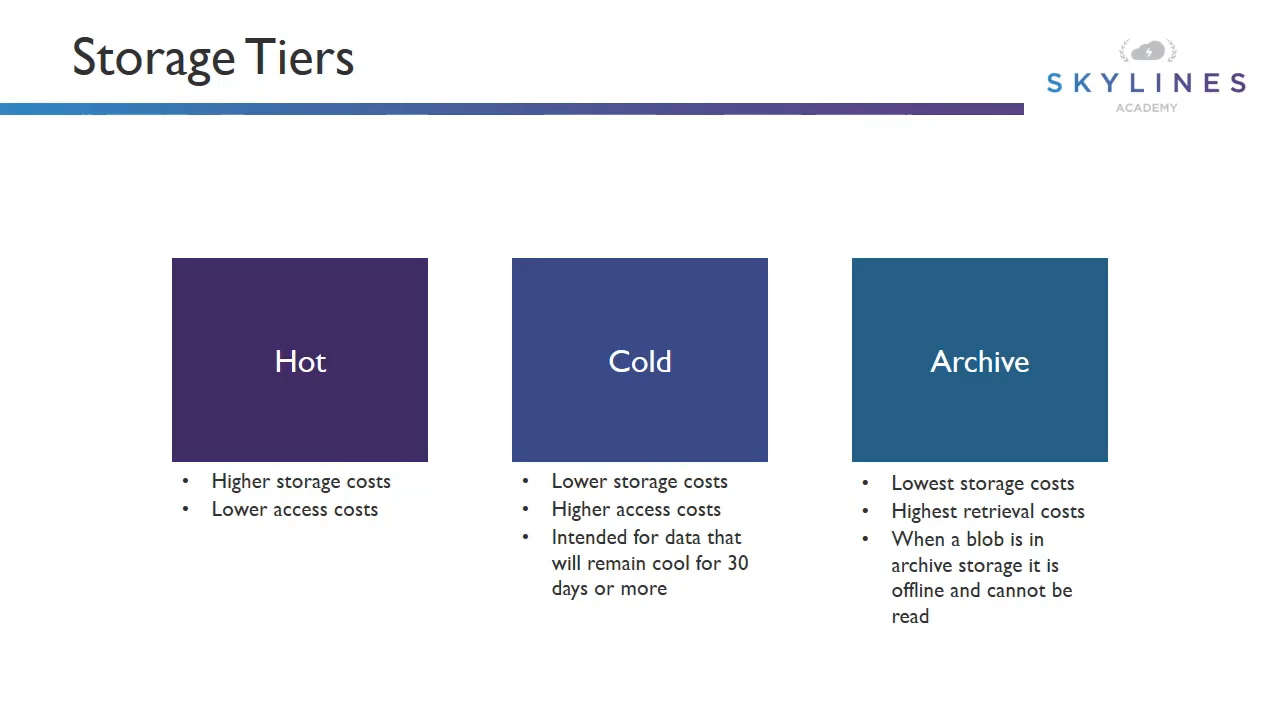 Storage Tiers
SKYLINES
ACADEMY
Hot
• Higher storage costs
• Lower access costs
Cold
• Lower storage costs
• Higher access costs
• Intended for data that
will remain cool for 30
days or more
Archive
• Lowest storage costs
• Highest retrieval costs
• When a blob is in
archive storage it is
offline and cannot be
read